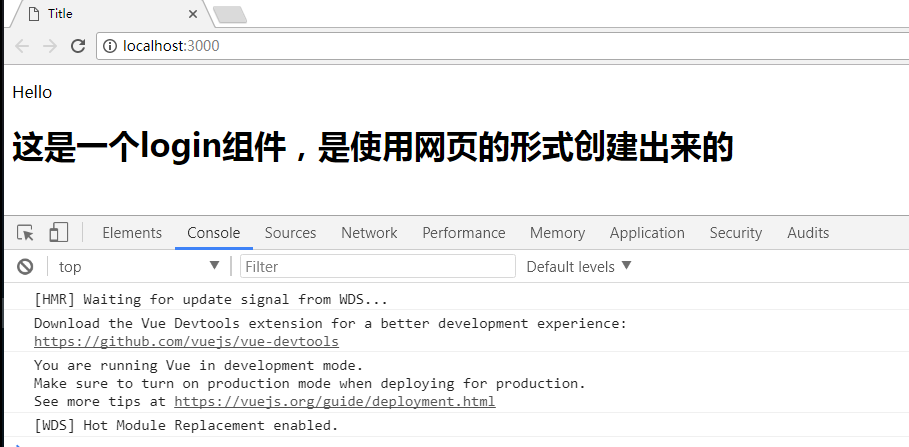 Title
localhost:3000
Hello
这是一个login组件，是使用网页的形式创建出来的
Elements Console Sources Network Performance Memory Application Security Audits
top Filter Default levels
[HMR] Waiting for update signal from WDS...
Download the Vue Devtools extension for a better development experience:
https://github.com/vuejs/vue-devtools
You are running Vue in development mode.
Make sure to turn on production mode when deploying for production.
See more tips at https://vuejs.org/guide/deployment.html
[WDS] Hot Module Replacement enabled.